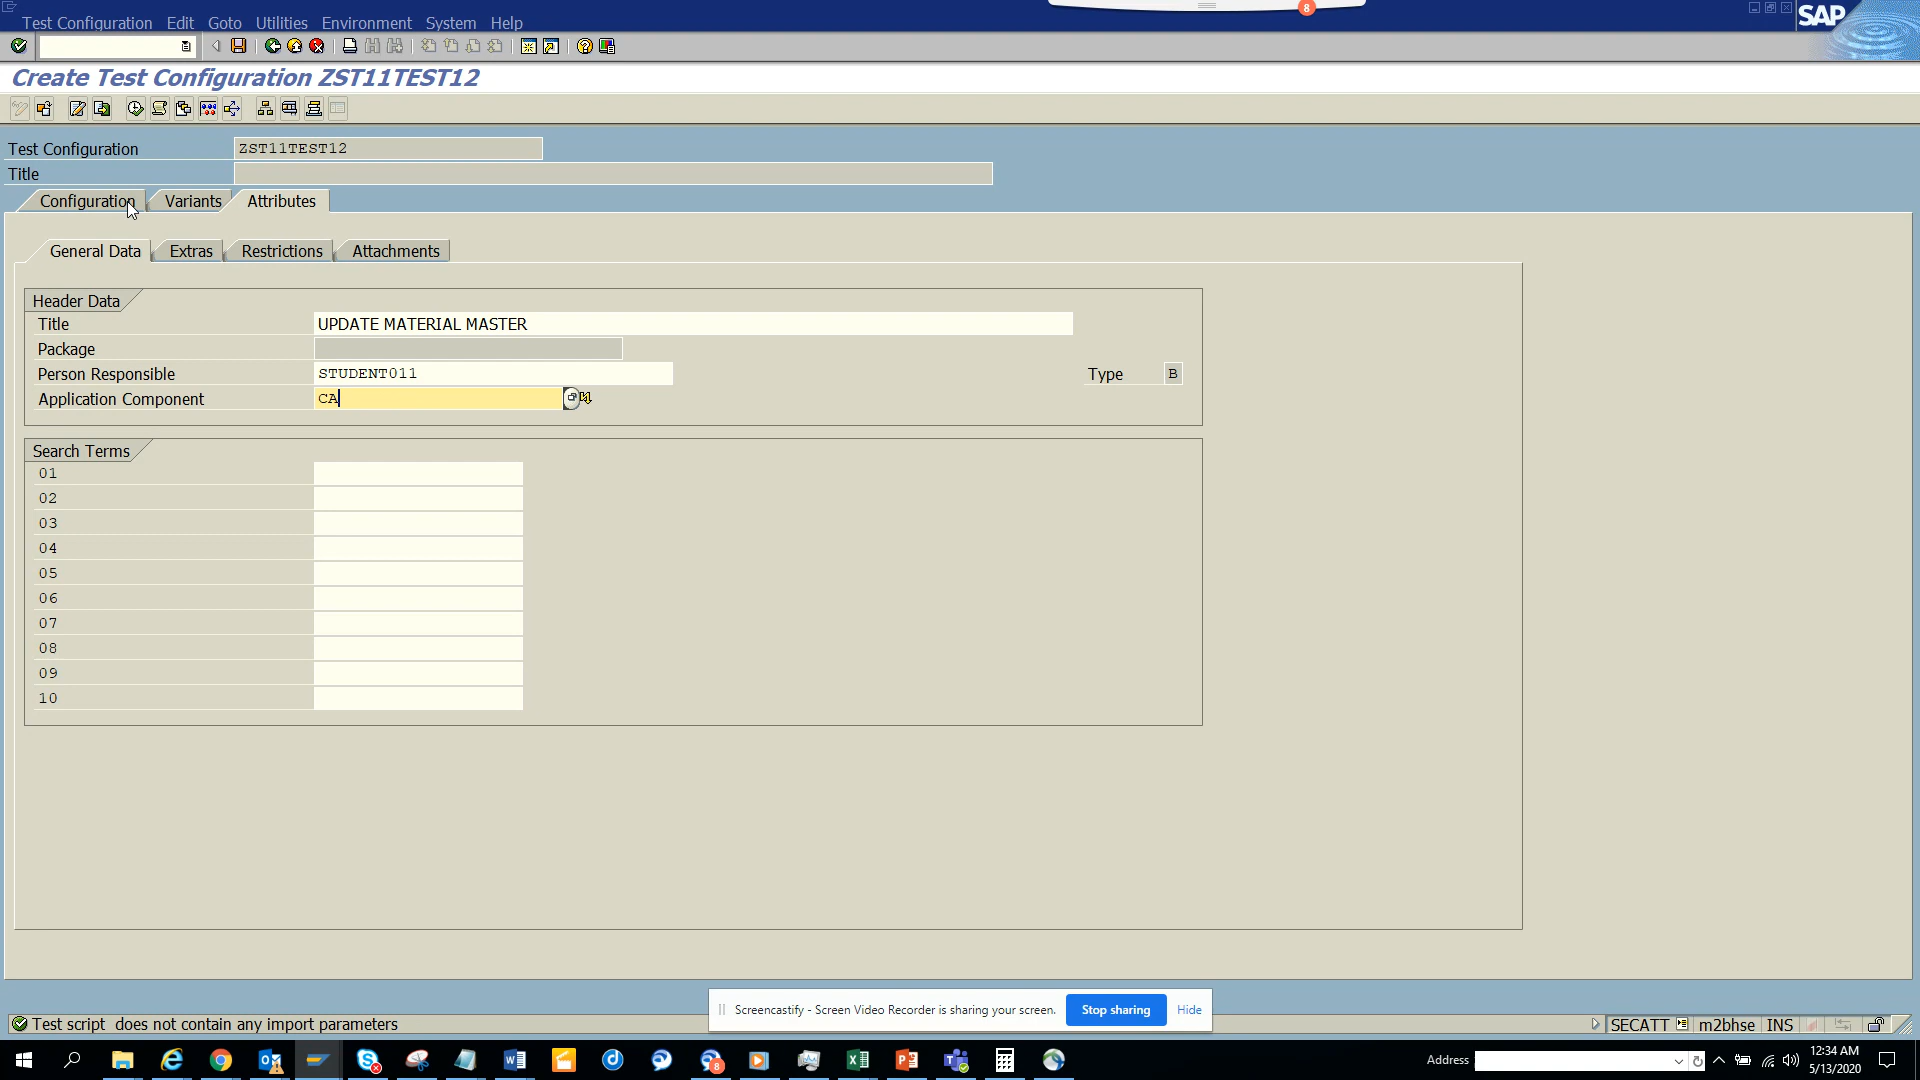 Test Configuration Edit Goto Utilities Environment System Help
8
SAP
Create Test Configuration ZST11TEST12
Test Configuration ZST11TEST12
Title
Configuration Variants Attributes
General Data Extras Restrictions Attachments
Header Data
Title UPDATE MATERIAL MASTER
Package
Person Responsible STUDENT011 Type B
Application Component CA
Search Terms
01
02
03
04
05
06
07
08
09
10
Screencastify - Screen Video Recorder is sharing your screen. Stop sharing Hide
Test script does not contain any import parameters SECATT m2bhse INS
Address 12:34 AM
5/13/2020